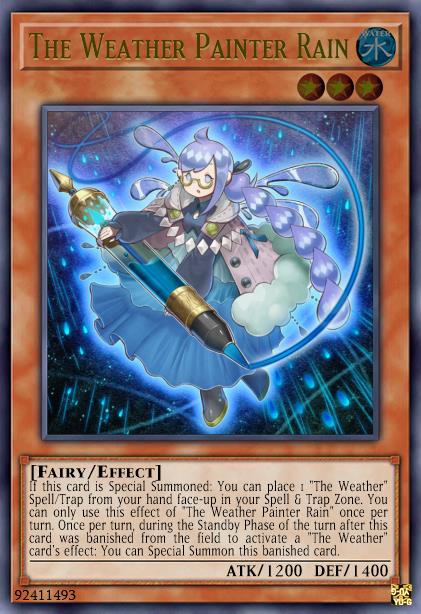 THE WEATHER PAINTER RAIN
WATER
水
[FAIRY/EFFECT]
If this card is Special Summoned: You can place 1 "The Weather"
Spell/Trap from your hand face-up in your Spell & Trap Zone. You
can only use this effect of "The Weather Painter Rain" once per
turn. Once per turn, during the Standby Phase of the turn after this
card was banished from the field to activate a "The Weather"
card's effect: You can Special Summon this banished card.
ATK/1200 DEF/1400
92411493